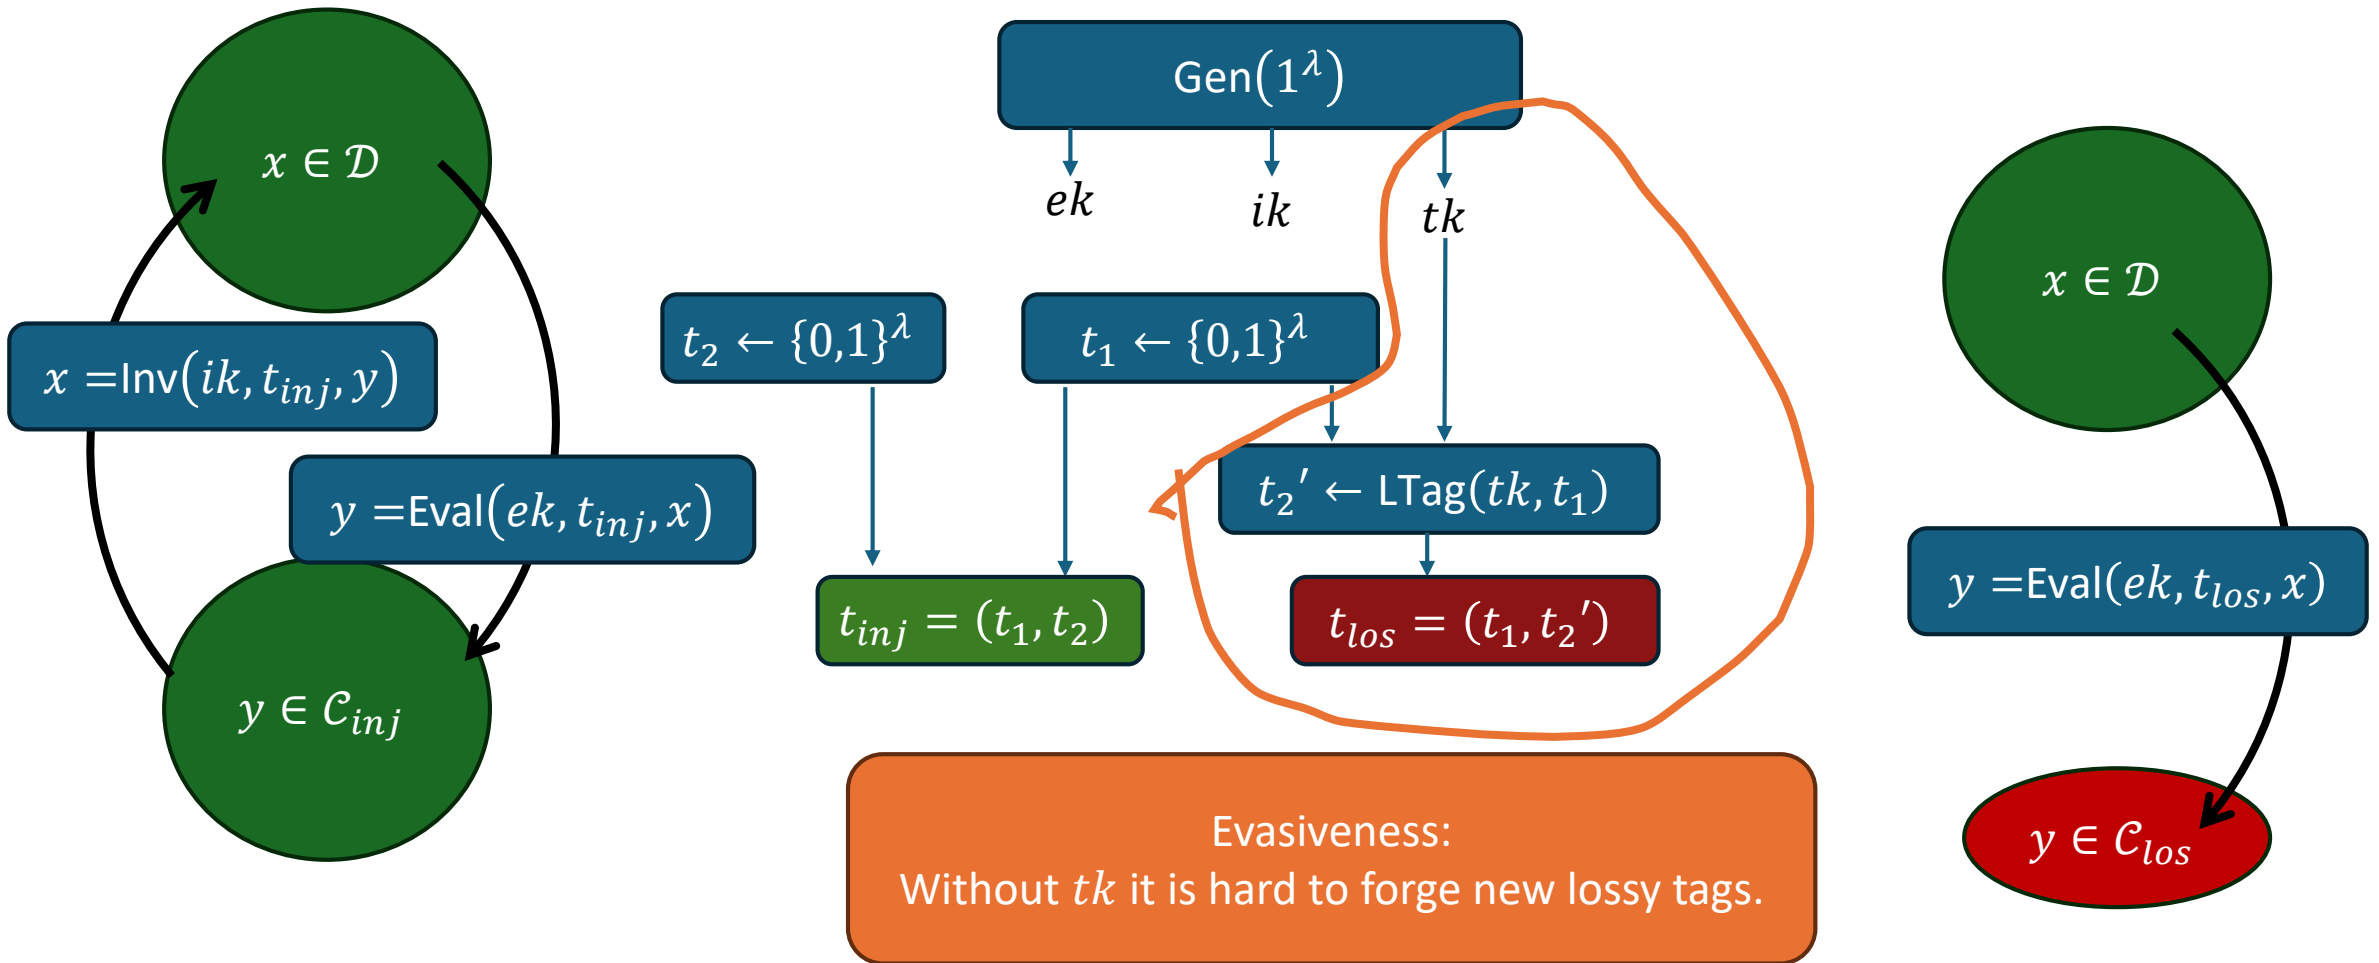 x ∈ 𝒟
x =Inv(ik, t_inj, y)
y =Eval(ek, t_inj, x)
y ∈ 𝒞_inj
Gen(1^λ)
ek
ik
tk
t_2 ← {0,1}^λ
t_1 ← {0,1}^λ
t_2′ ← LTag(tk, t_1)
t_inj = (t_1, t_2)
t_los = (t_1, t_2′)
Evasiveness:
Without tk it is hard to forge new lossy tags.
x ∈ 𝒟
y =Eval(ek, t_los, x)
y ∈ 𝒞_los